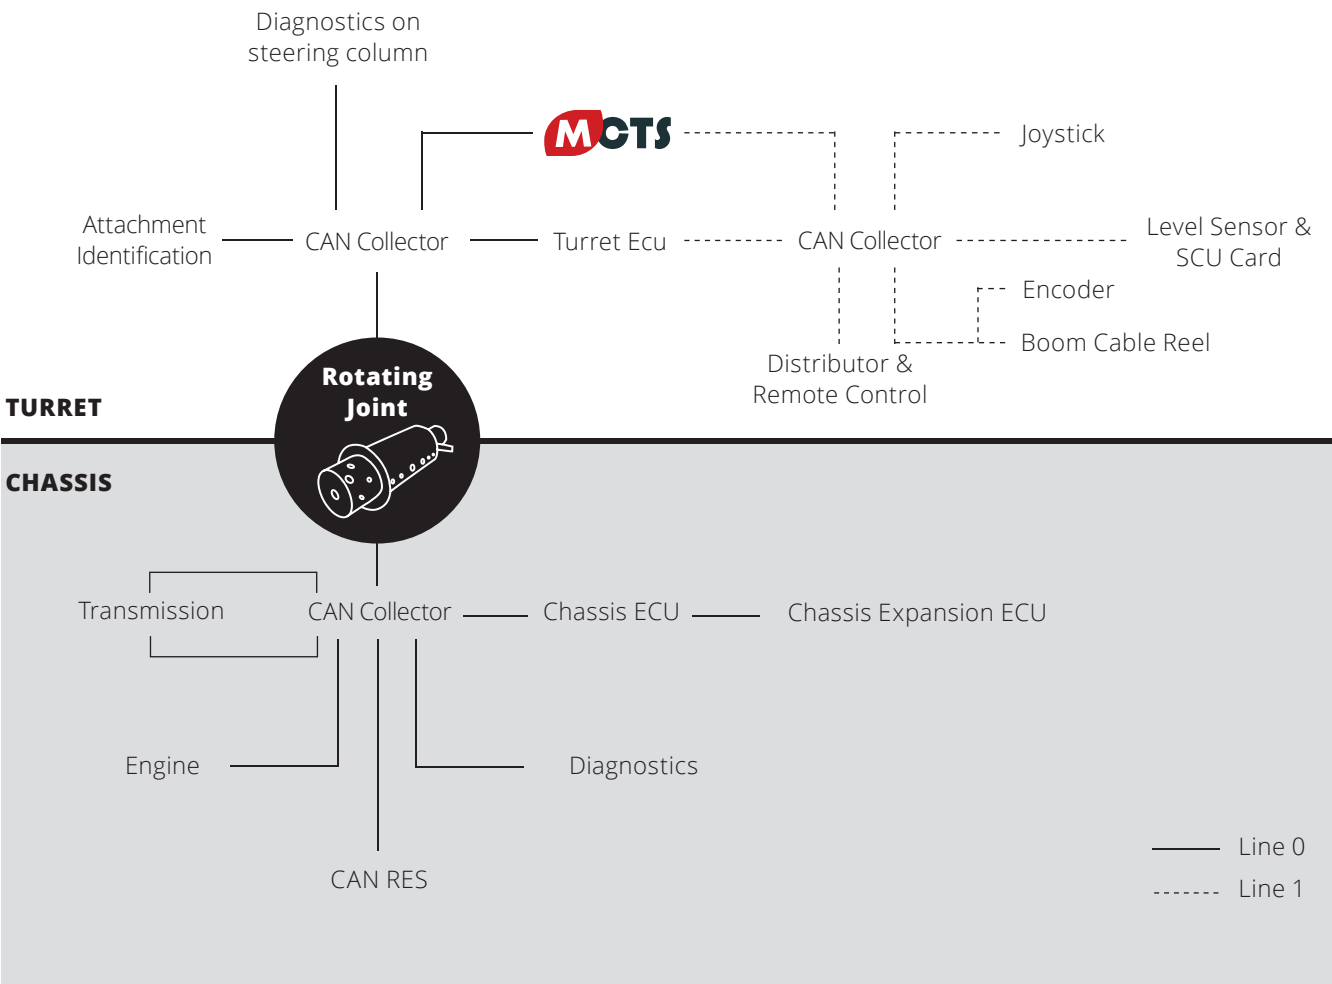 Diagnostics on
steering column
MCTS
Joystick
Attachment
Identification
CAN Collector
Turret Ecu
CAN Collector
Level Sensor &
SCU Card
Encoder
Boom Cable Reel
Distributor &
Remote Control
Rotating
Joint
TURRET
CHASSIS
Transmission
CAN Collector
Chassis ECU
Chassis Expansion ECU
Engine
Diagnostics
CAN RES
Line 0
Line 1